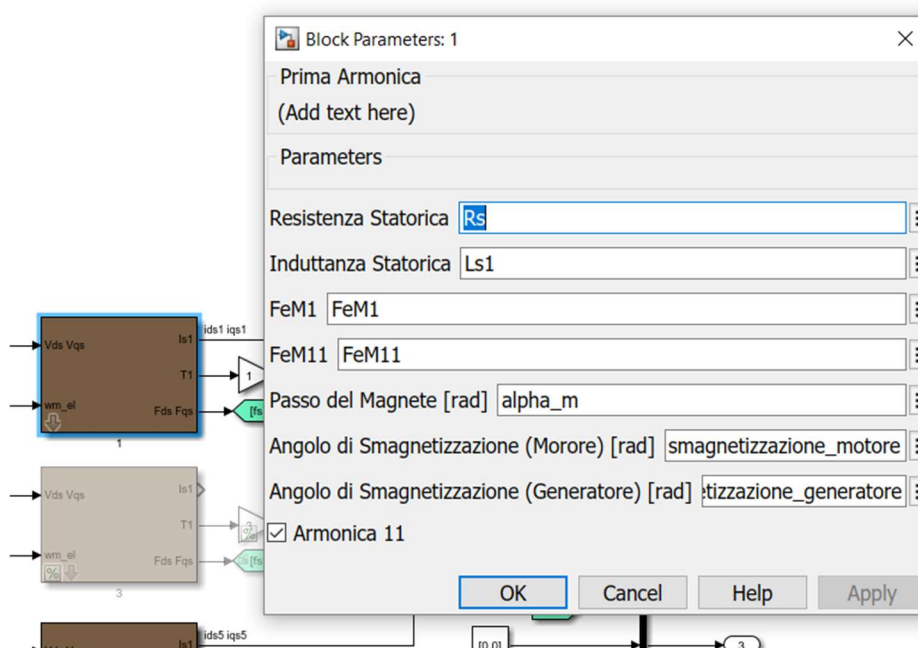 Block Parameters: 1
Prima Armonica
(Add text here)
Parameters
Resistenza Statorica Rs
Induttanza Statorica Ls1
FeM1 FeM1
FeM11 FeM11
Passo del Magnete [rad] alpha_m
Angolo di Smagnetizzazione (Morore) [rad] smagnetizzazione_motore
Angolo di Smagnetizzazione (Generatore) [rad] tizzazione_generatore
Armonica 11
OK Cancel Help Apply
Vds Vqs Is1 ids1 iqs1
T1 1
wm_el Fds Fqs [fs
1
Vds Vqs Is1
T1 3
wm_el Fds Fqs [fs
%
3
Is1 ids5 iqs5
[0 0] 3